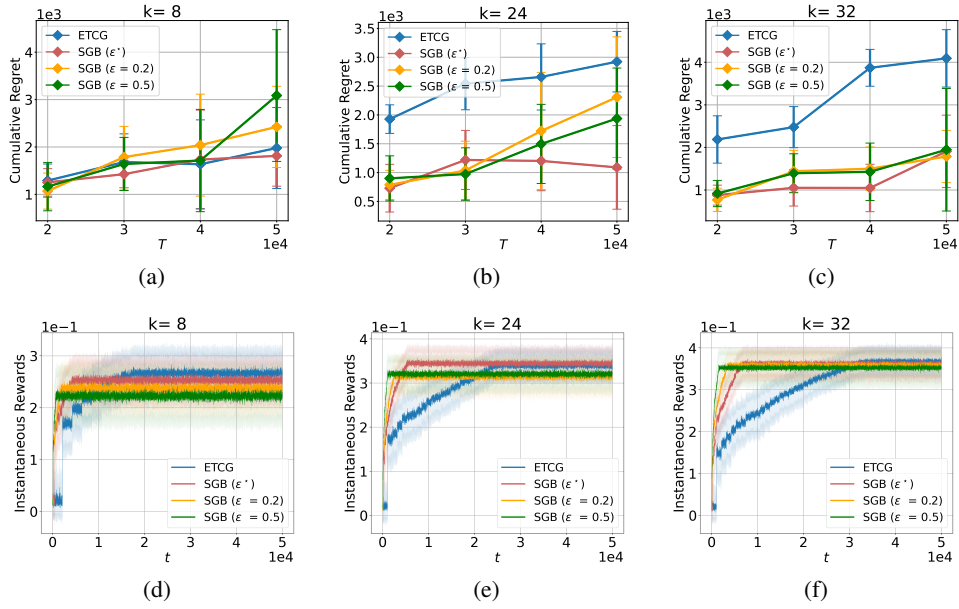 k= 8
1e3
Cumulative Regret
4
3
2
1
ETCG
SGB (ε*)
SGB (ε = 0.2)
SGB (ε = 0.5)
2 3 4 5
1e4
T
(a)
k= 24
1e3
Cumulative Regret
3.5
3.0
2.5
2.0
1.5
1.0
0.5
ETCG
SGB (ε*)
SGB (ε = 0.2)
SGB (ε = 0.5)
2 3 4 5
1e4
T
(b)
k= 32
1e3
Cumulative Regret
4
3
2
1
ETCG
SGB (ε*)
SGB (ε = 0.2)
SGB (ε = 0.5)
2 3 4 5
1e4
T
(c)
k= 8
1e−1
Instantaneous Rewards
3
2
1
0
ETCG
SGB (ε*)
SGB (ε = 0.2)
SGB (ε = 0.5)
0 1 2 3 4 5
1e4
t
(d)
k= 24
1e−1
Instantaneous Rewards
4
3
2
1
0
ETCG
SGB (ε*)
SGB (ε = 0.2)
SGB (ε = 0.5)
0 1 2 3 4 5
1e4
t
(e)
k= 32
1e−1
Instantaneous Rewards
4
3
2
1
0
ETCG
SGB (ε*)
SGB (ε = 0.2)
SGB (ε = 0.5)
0 1 2 3 4 5
1e4
t
(f)